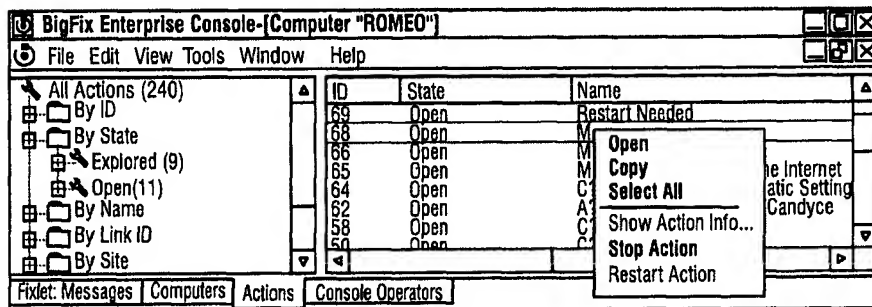 BigFix Enterprise Console-[Computer "ROMEO"]
File Edit View Tools Window Help
All Actions (240)
By ID
By State
Explored (9)
Open(11)
By Name
By Link ID
By Site
ID State Name
69 Open Restart Needed
68 Open M
66 Open M
65 Open M ne Internet
64 Open C? atic Setting
62 Open A? Candyce
58 Open C?
50 Open
Open
Copy
Select All
Show Action Info...
Stop Action
Restart Action
Fixlet: Messages Computers Actions Console Operators